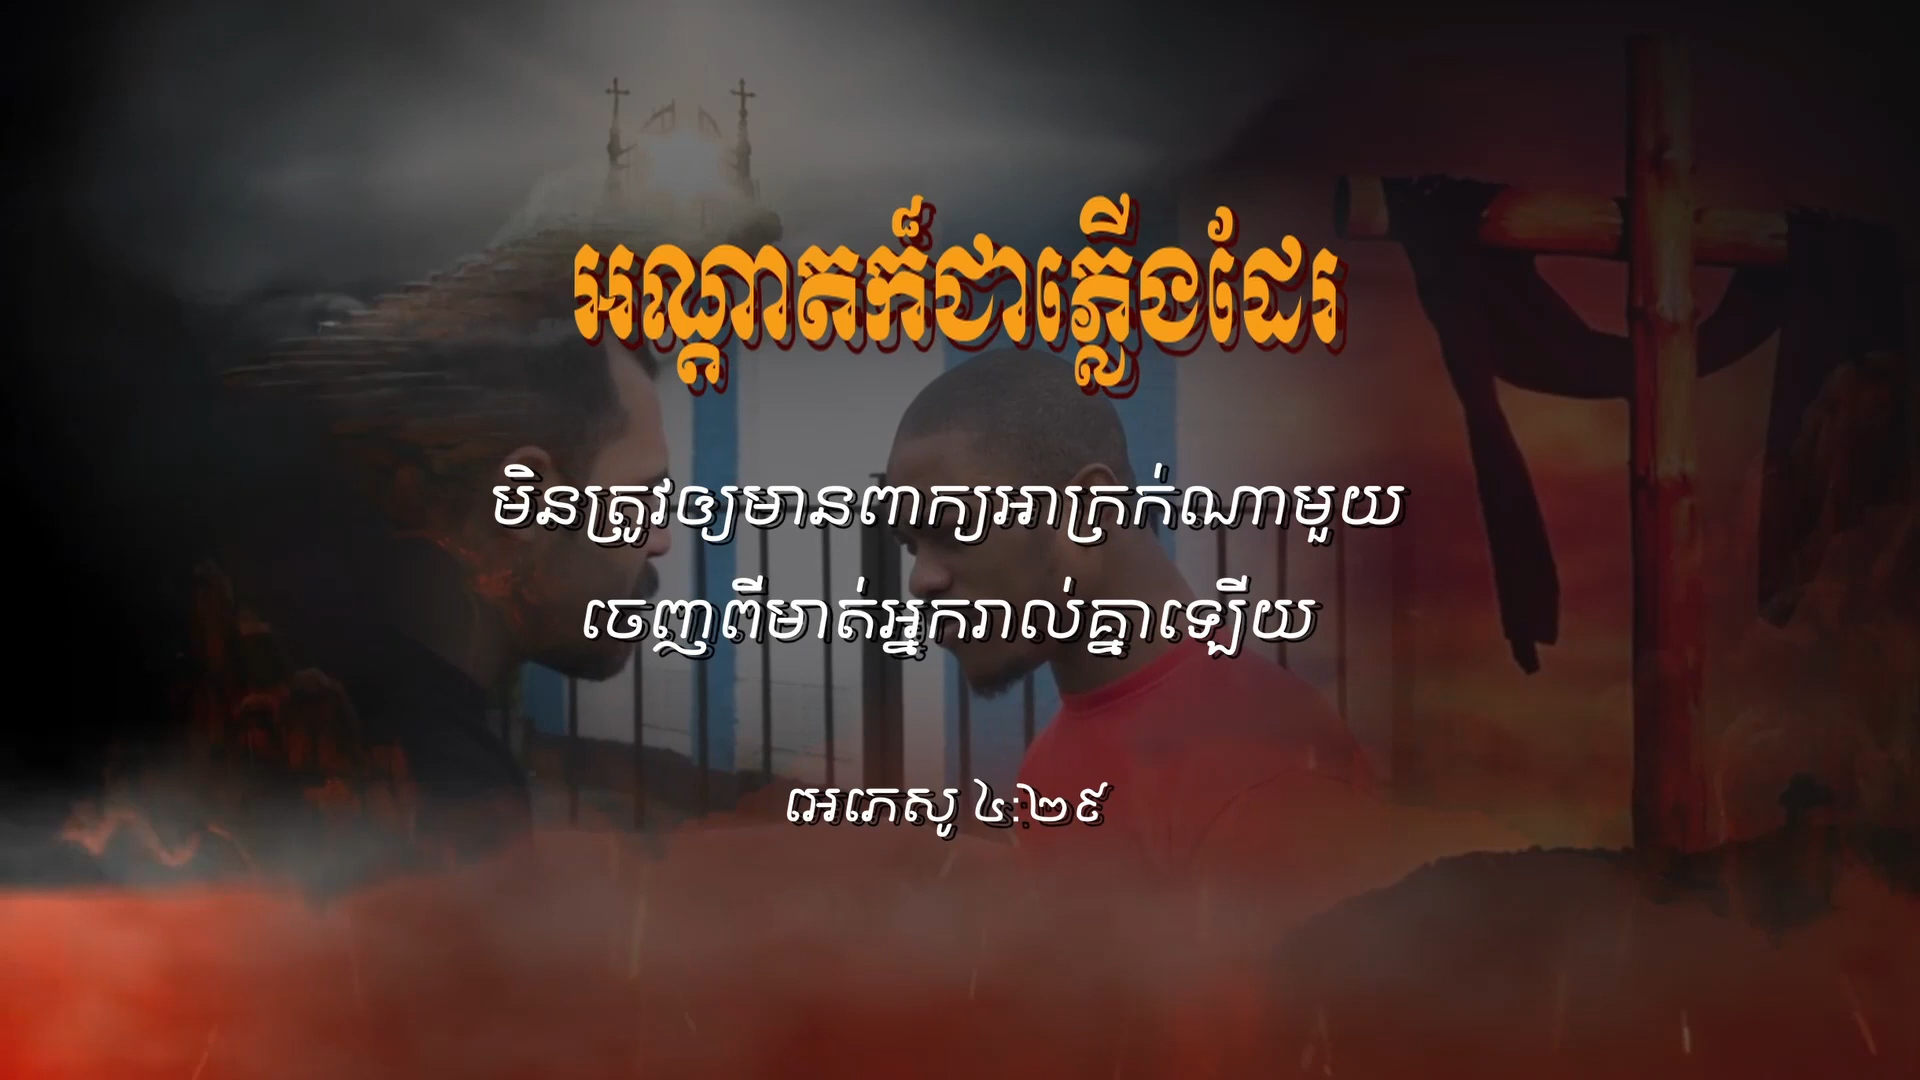 អណ្ដាតក៏ជាភ្លើងដែរ
មិនត្រូវឲ្យមានពាក្យអាក្រក់ណាមួយ
ចេញពីមាត់អ្នករាល់គ្នាឡើយ
អេភេសូ ៤:២៩